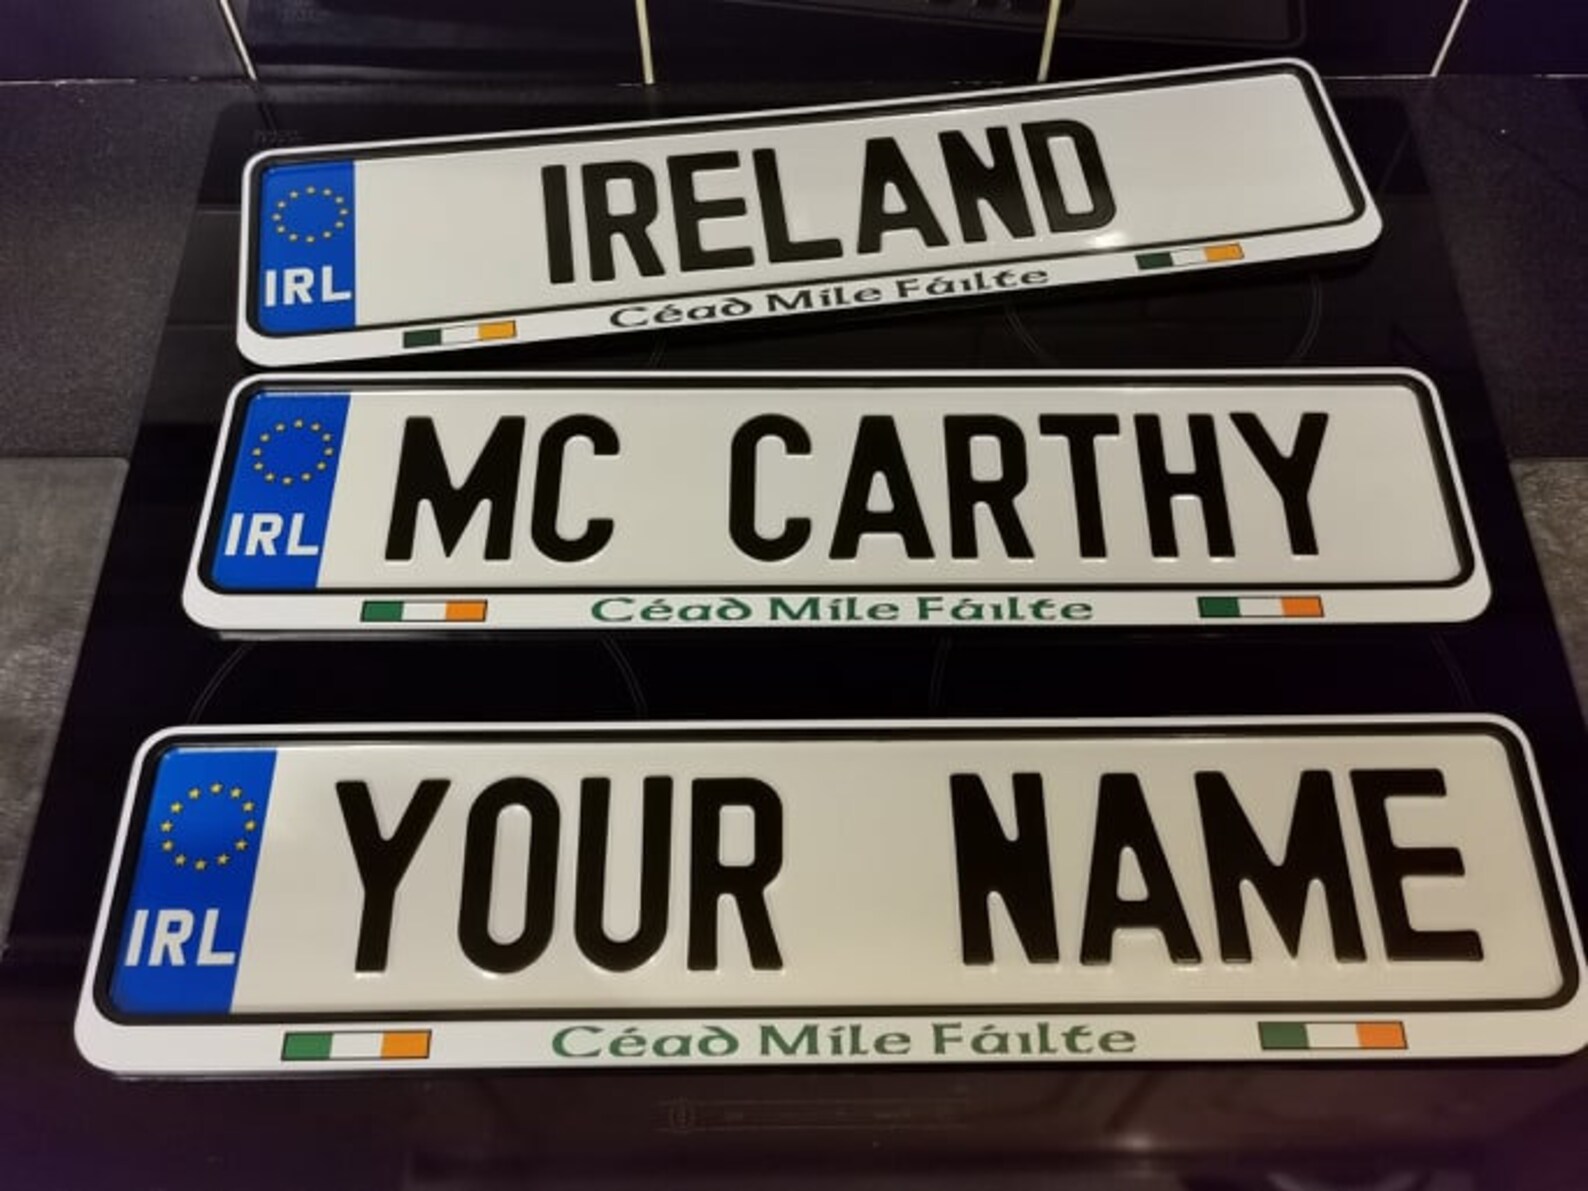 IRL IRELAND
Céad Míle Fáilte
IRL MC CARTHY
Céad Míle Fáilte
IRL YOUR NAME
Céad Míle Fáilte